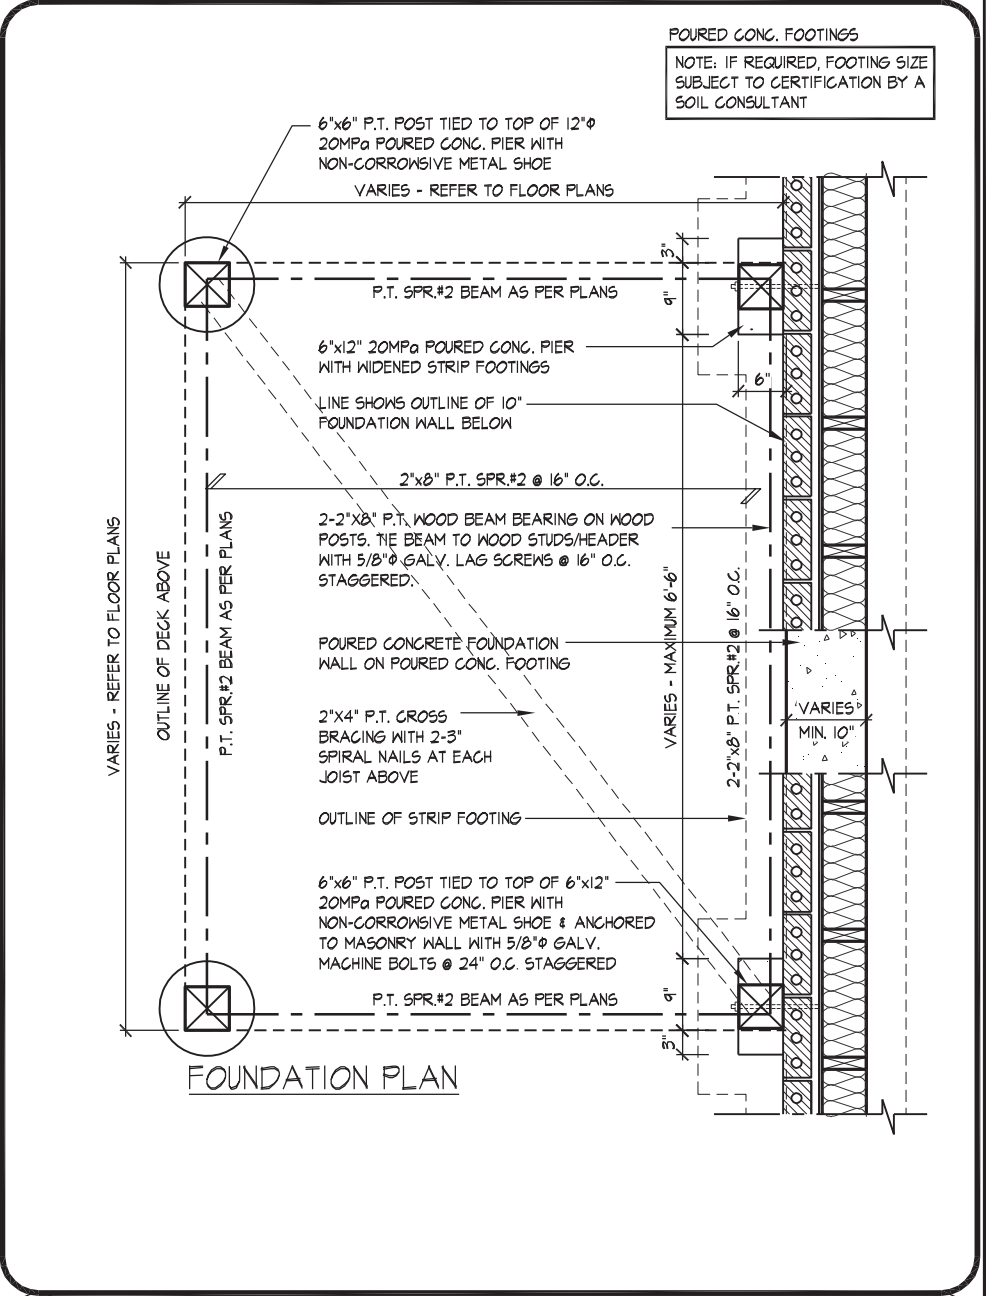 POURED CONC. FOOTINGS
NOTE: IF REQUIRED, FOOTING SIZE
SUBJECT TO CERTIFICATION BY A
SOIL CONSULTANT
6"x6" P.T. POST TIED TO TOP OF 12"Φ
20MPa POURED CONC. PIER WITH
NON-CORROWSIVE METAL SHOE
VARIES - REFER TO FLOOR PLANS
3"
9"
P.T. SPR.#2 BEAM AS PER PLANS
6"x12" 20MPa POURED CONC. PIER
WITH WIDENED STRIP FOOTINGS
6"
LINE SHOWS OUTLINE OF 10"
FOUNDATION WALL BELOW
2"x8" P.T. SPR.#2 @ 16" O.C.
2-2"X8" P.T. WOOD BEAM BEARING ON WOOD
POSTS. TIE BEAM TO WOOD STUDS/HEADER
WITH 5/8"Φ GALV. LAG SCREWS @ 16" O.C.
STAGGERED.
VARIES - REFER TO FLOOR PLANS
OUTLINE OF DECK ABOVE
P.T. SPR.#2 BEAM AS PER PLANS
VARIES - MAXIMUM 6'-6"
2-2"x8" P.T. SPR.#2 @ 16" O.C.
POURED CONCRETE FOUNDATION
WALL ON POURED CONC. FOOTING
VARIES
MIN. 10"
2"X4" P.T. CROSS
BRACING WITH 2-3"
SPIRAL NAILS AT EACH
JOIST ABOVE
OUTLINE OF STRIP FOOTING
6"x6" P.T. POST TIED TO TOP OF 6"x12"
20MPa POURED CONC. PIER WITH
NON-CORROWSIVE METAL SHOE & ANCHORED
TO MASONRY WALL WITH 5/8"Φ GALV.
MACHINE BOLTS @ 24" O.C. STAGGERED
9"
P.T. SPR.#2 BEAM AS PER PLANS
3"
FOUNDATION PLAN